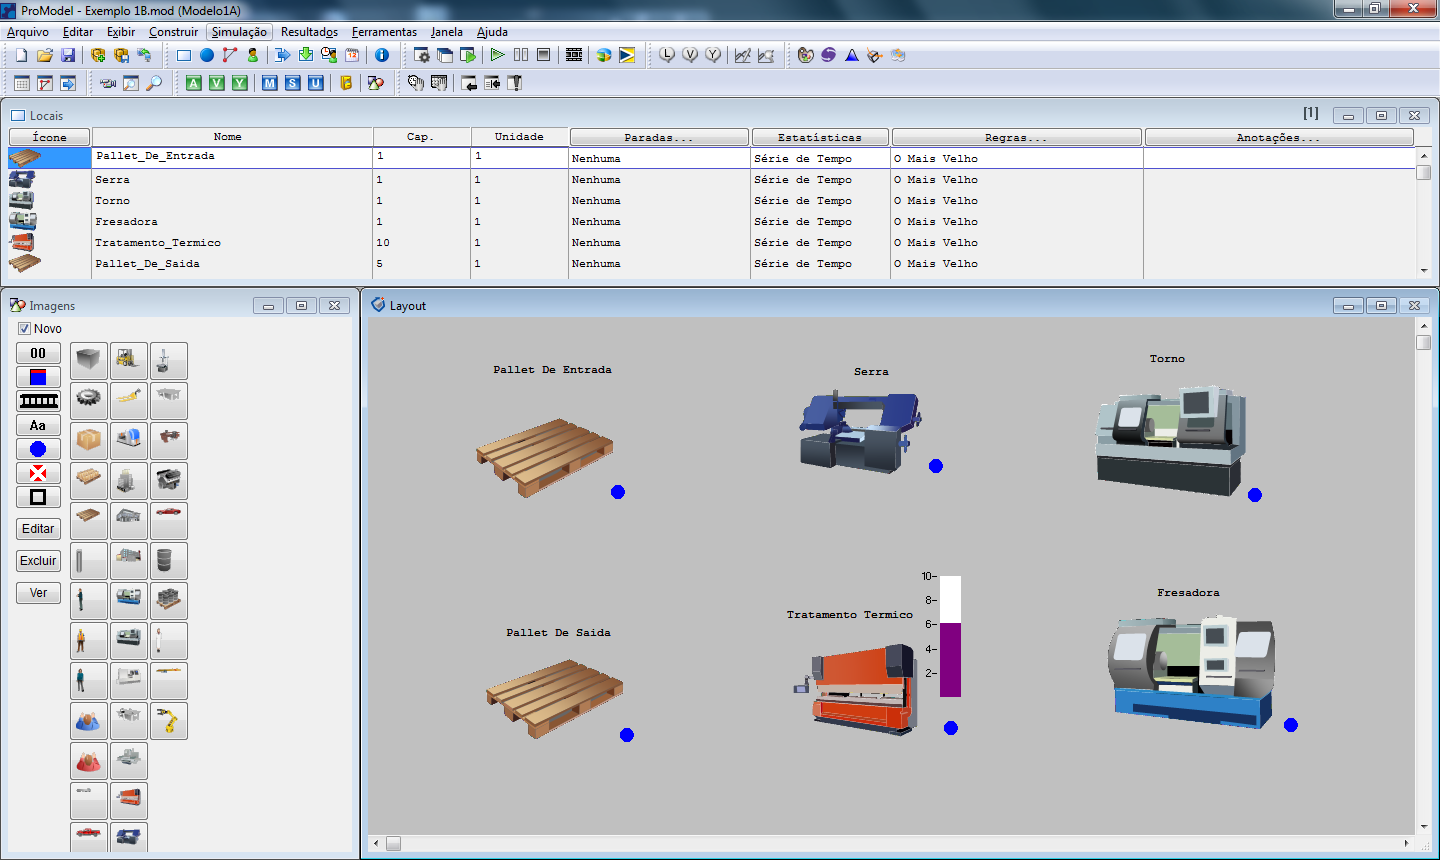 ProModel - Exemplo 1B.mod (Modelo1A)
Arquivo Editar Exibir Construir Simulação Resultados Ferramentas Janela Ajuda
L V Y
A V Y M S U
Locais [1]
Ícone Nome Cap. Unidade Paradas... Estatísticas Regras... Anotações...
Pallet_De_Entrada 1 1 Nenhuma Série de Tempo O Mais Velho
Serra 1 1 Nenhuma Série de Tempo O Mais Velho
Torno 1 1 Nenhuma Série de Tempo O Mais Velho
Fresadora 1 1 Nenhuma Série de Tempo O Mais Velho
Tratamento_Termico 10 1 Nenhuma Série de Tempo O Mais Velho
Pallet_De_Saida 5 1 Nenhuma Série de Tempo O Mais Velho
Imagens
Novo
00
Aa
Editar
Excluir
Ver
Layout
Pallet De Entrada
Serra
Torno
Pallet De Saida
Tratamento Termico
10-
8-
6-
4-
2-
Fresadora